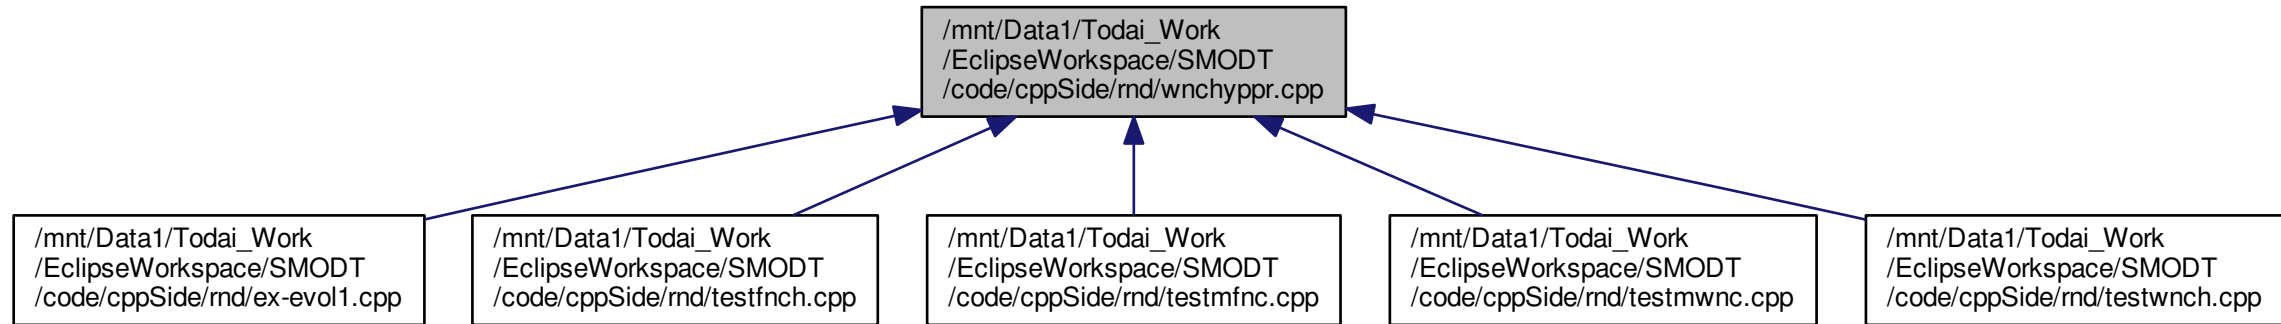 /mnt/Data1/Todai_Work
/EclipseWorkspace/SMODT
/code/cppSide/rnd/wnchyppr.cpp
/mnt/Data1/Todai_Work
/EclipseWorkspace/SMODT
/code/cppSide/rnd/ex-evol1.cpp
/mnt/Data1/Todai_Work
/EclipseWorkspace/SMODT
/code/cppSide/rnd/testfnch.cpp
/mnt/Data1/Todai_Work
/EclipseWorkspace/SMODT
/code/cppSide/rnd/testmfnc.cpp
/mnt/Data1/Todai_Work
/EclipseWorkspace/SMODT
/code/cppSide/rnd/testmwnc.cpp
/mnt/Data1/Todai_Work
/EclipseWorkspace/SMODT
/code/cppSide/rnd/testwnch.cpp